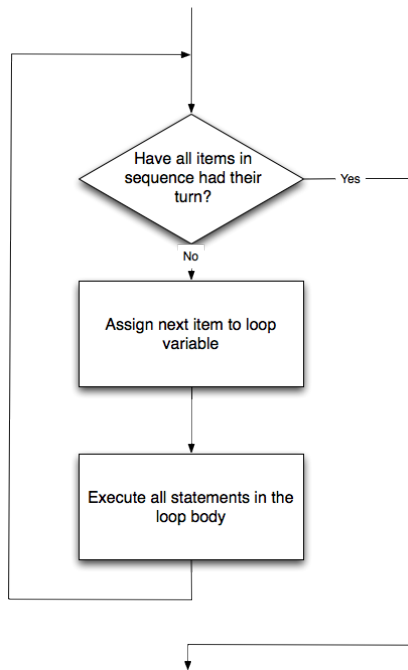 Have all items in
sequence had their
turn?
Yes
No
Assign next item to loop
variable
Execute all statements in the
loop body